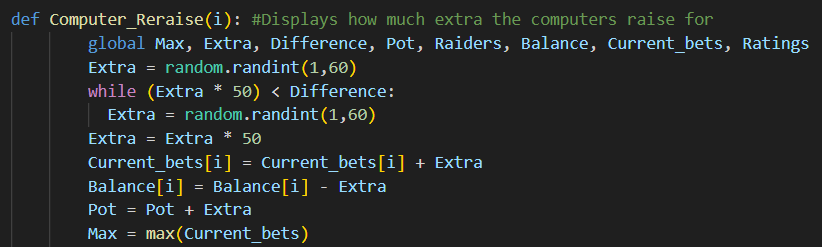 def Computer_Reraise(i): #Displays how much extra the computers raise for
global Max, Extra, Difference, Pot, Raiders, Balance, Current_bets, Ratings
Extra = random.randint(1,60)
while (Extra * 50) < Difference:
Extra = random.randint(1,60)
Extra = Extra * 50
Current_bets[i] = Current_bets[i] + Extra
Balance[i] = Balance[i] - Extra
Pot = Pot + Extra
Max = max(Current_bets)